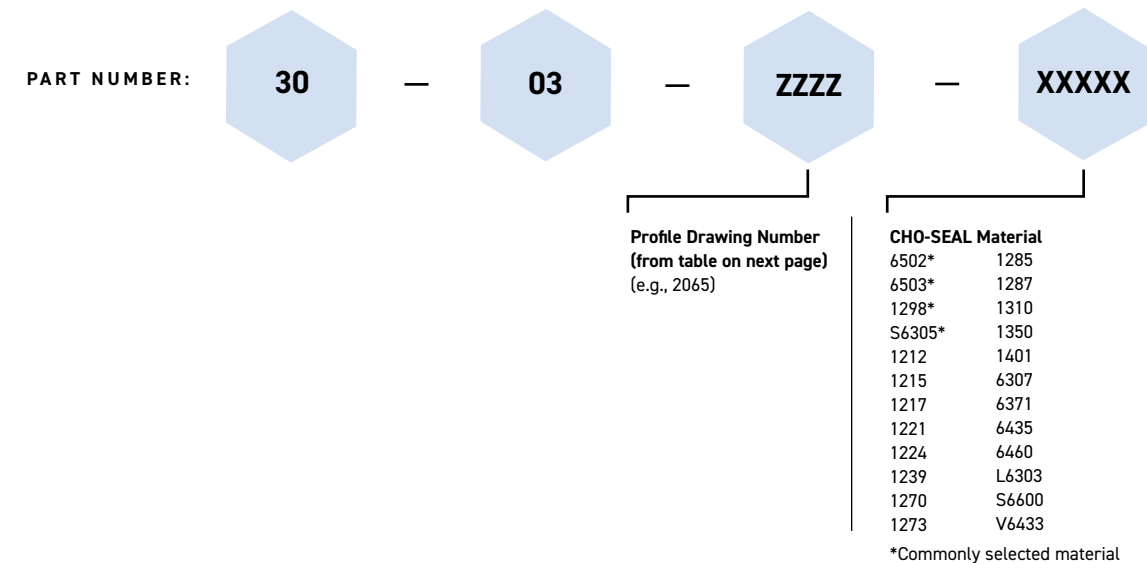 PART NUMBER: 30 — 03 — ZZZZ — XXXXX
Profile Drawing Number
(from table on next page)
(e.g., 2065)
CHO-SEAL Material
6502* 1285
6503* 1287
1298* 1310
S6305* 1350
1212 1401
1215 6307
1217 6371
1221 6435
1224 6460
1239 L6303
1270 S6600
1273 V6433
*Commonly selected material